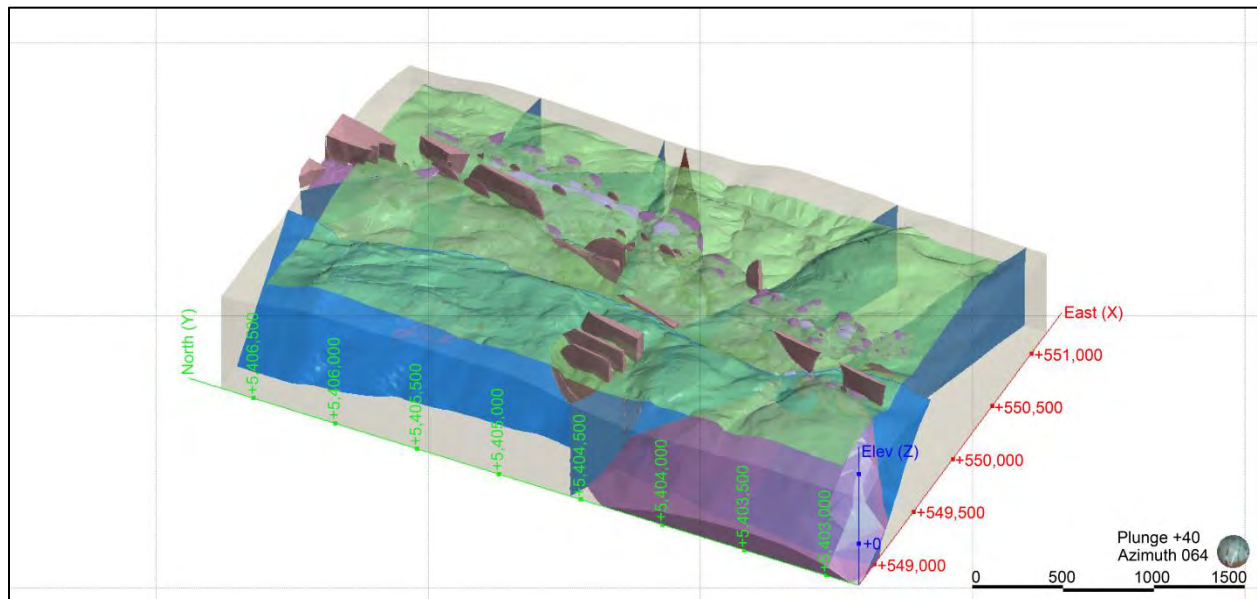 North (Y)
+5,406,500
+5,406,000
+5,405,500
+5,405,000
+5,404,500
+5,404,000
+5,403,500
+5,403,000
East (X)
+551,000
+550,500
+550,000
+549,500
+549,000
Elev (Z)
+0
Plunge +40
Azimuth 064
0 500 1000 1500